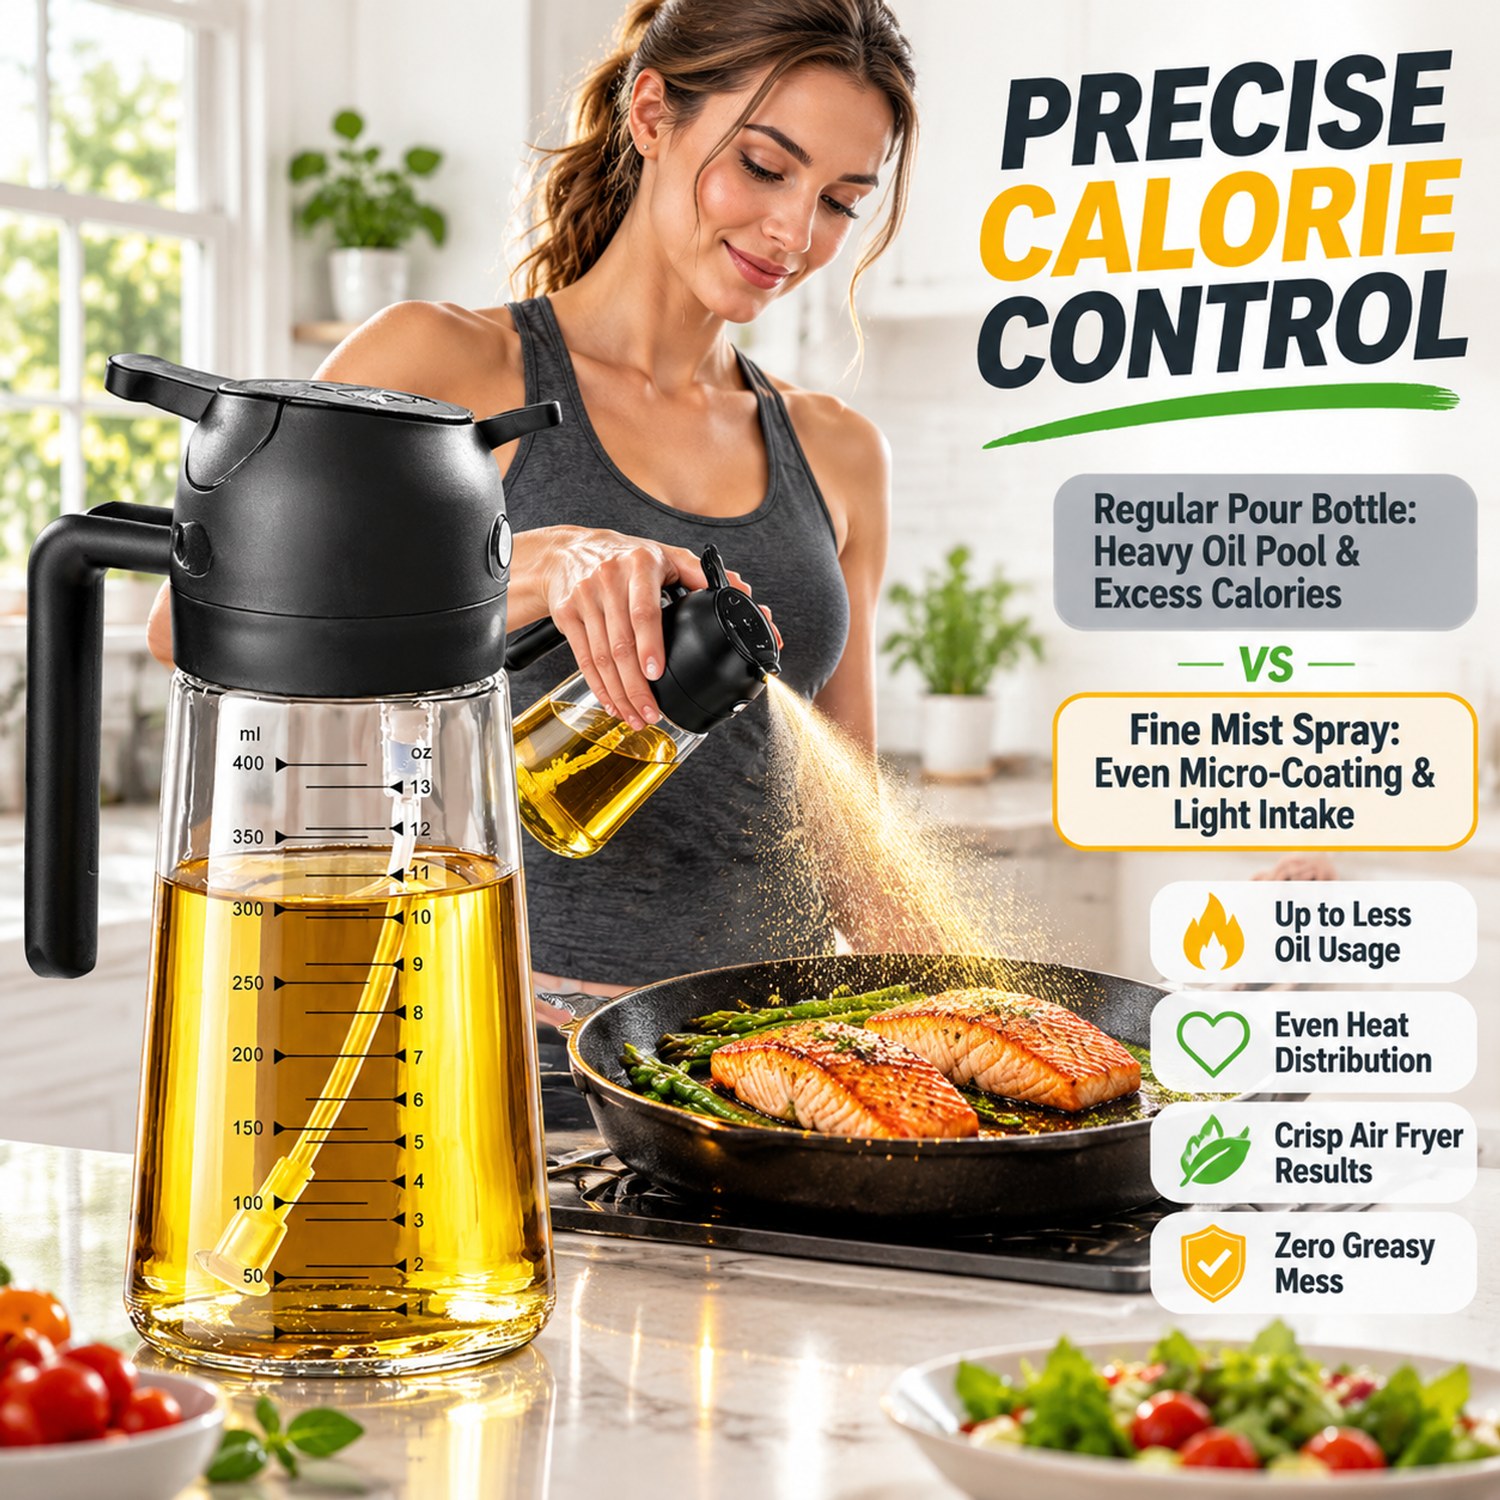 PRECISE
CALORIE
CONTROL
Regular Pour Bottle:
Heavy Oil Pool &
Excess Calories
VS
Fine Mist Spray:
Even Micro-Coating &
Light Intake
Up to Less
Oil Usage
Even Heat
Distribution
Crisp Air Fryer
Results
Zero Greasy
Mess
ml
oz
400
13
12
350
11
300
10
9
250
8
200
7
6
150
5
4
100
3
2
50
1